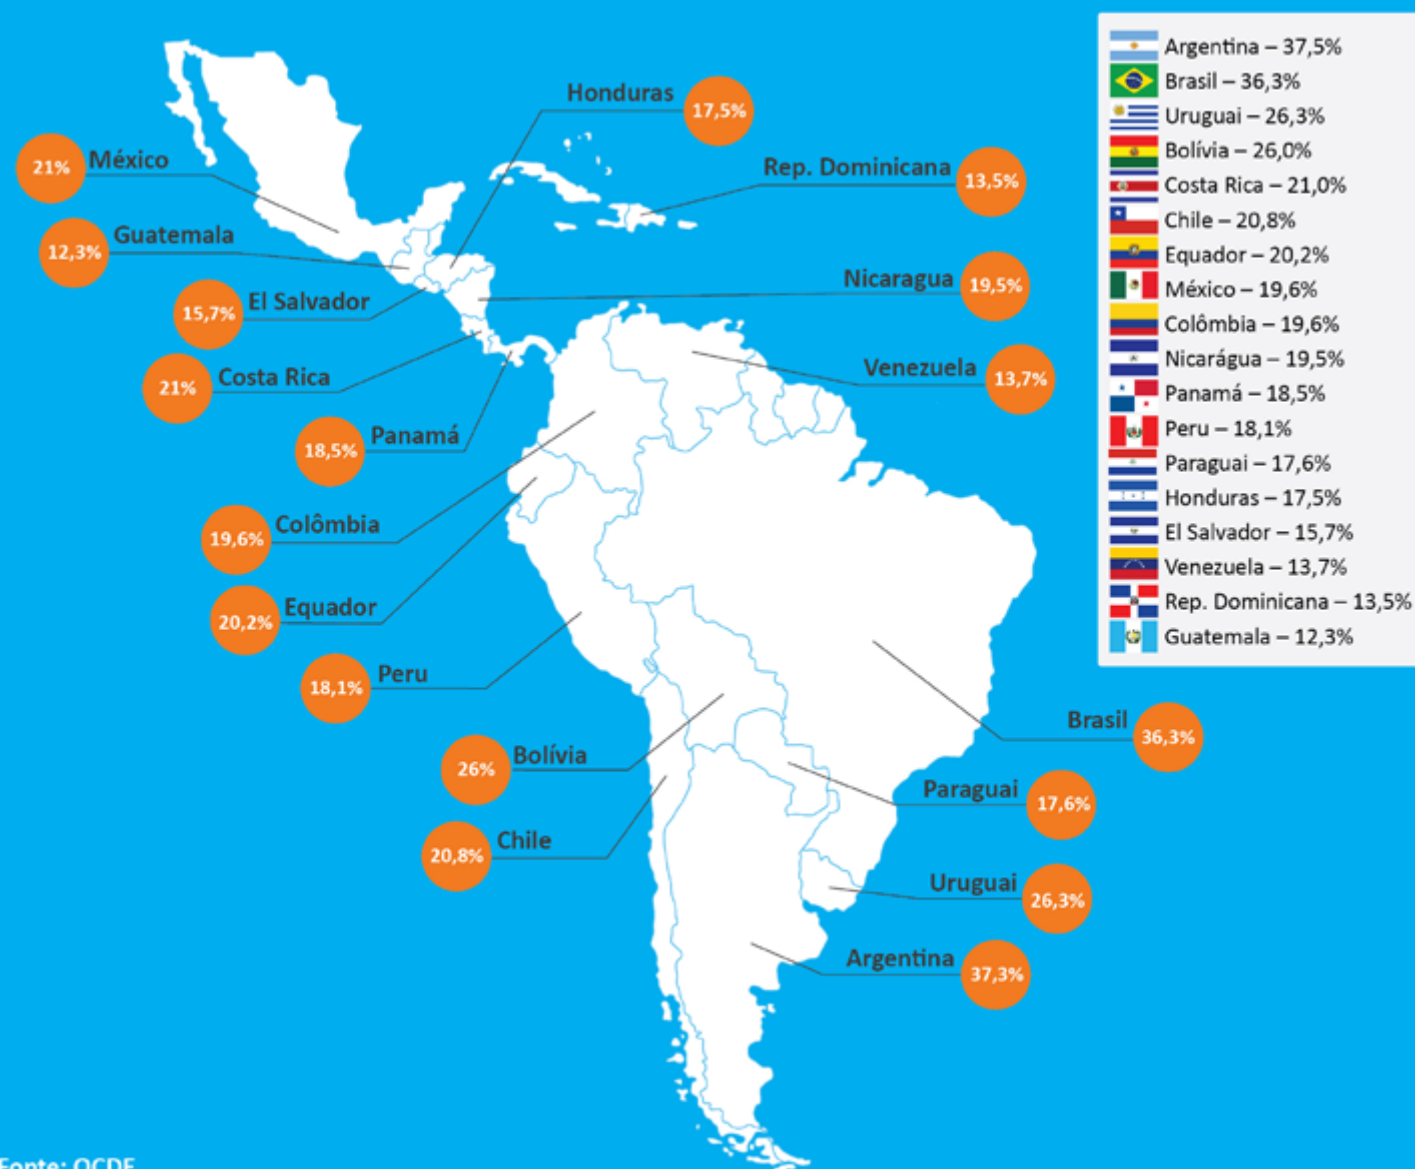 Honduras
17,5%
México
21%
Rep. Dominicana
13,5%
Guatemala
12,3%
Nicaragua
19,5%
El Salvador
15,7%
Venezuela
13,7%
Costa Rica
21%
Panamá
18,5%
Colômbia
19,6%
Equador
20,2%
Peru
18,1%
Brasil
36,3%
Bolívia
26%
Paraguai
17,6%
Chile
20,8%
Uruguai
26,3%
Argentina
37,3%
Argentina – 37,5%
Brasil – 36,3%
Uruguai – 26,3%
Bolívia – 26,0%
Costa Rica – 21,0%
Chile – 20,8%
Equador – 20,2%
México – 19,6%
Colômbia – 19,6%
Nicarágua – 19,5%
Panamá – 18,5%
Peru – 18,1%
Paraguai – 17,6%
Honduras – 17,5%
El Salvador – 15,7%
Venezuela – 13,7%
Rep. Dominicana – 13,5%
Guatemala – 12,3%
Fonte: OCDE